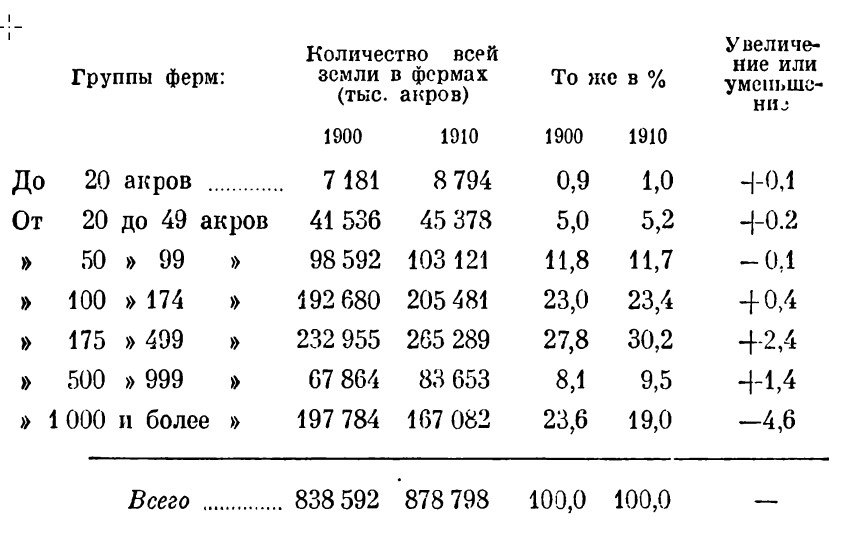 Группы ферм: Количество всей земли в фермах (тыс. акров) То же в % Увеличе-
ние или
уменьше-
ние
1900 1910 1900 1910
До 20 акров ............. 7 181 8 794 0,9 1,0 +0,1
От 20 до 49 акров 41 536 45 378 5,0 5,2 +0.2
» 50 » 99 » 98 592 103 121 11,8 11,7 — 0,1
» 100 » 174 » 192 680 205 481 23,0 23,4 +0,4
» 175 » 499 » 232 955 265 289 27,8 30,2 +2,4
» 500 » 999 » 67 864 83 653 8,1 9,5 +1,4
» 1 000 и более » 197 784 167 082 23,6 19,0 —4,6
Всего ............. 838 592 878 798 100,0 100,0 —